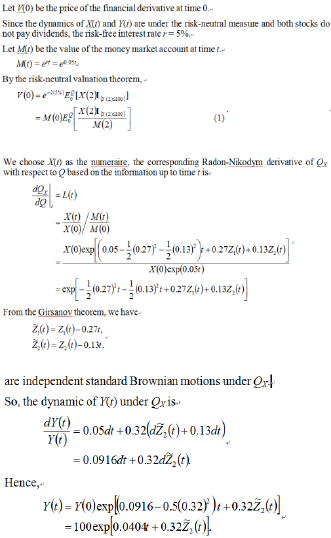 Let V(0) be the price of the financial derivative at time 0.
Since the dynamics of X(t) and Y(t) are under the risk-neutral measure and both stocks do
not pay dividends, the risk-free interest rate r = 5%.
Let M(t) be the value of the money market account at time t.
M(t) = e^{rt} = e^{0.05t}.
By the risk-neutral valuation theorem,
V(0) = e^{-2(5%)} E_0^Q [X(2)I_{{Y(2)≤100}}]
= M(0)E_0^Q [X(2)I_{{Y(2)≤100}} / M(2)] (1)
We choose X(t) as the numeraire, the corresponding Radon-Nikodym derivative of Q_X
with respect to Q based on the information up to time t is
dQ_X/dQ |_t = L(t)
= X(t)/X(0) / M(t)/M(0)
= X(0)exp[(0.05 - 1/2(0.27)^2 - 1/2(0.13)^2)t + 0.27Z_1(t) + 0.13Z_2(t)] / X(0)exp(0.05t)
= exp[-1/2(0.27)^2 t - 1/2(0.13)^2 t + 0.27Z_1(t) + 0.13Z_2(t)]
From the Girsanov theorem, we have
Z̃_1(t) = Z_1(t) - 0.27t,
Z̃_2(t) = Z_2(t) - 0.13t.
are independent standard Brownian motions under Q_X.
So, the dynamic of Y(t) under Q_X is
dY(t)/Y(t) = 0.05dt + 0.32(dZ̃_2(t) + 0.13dt)
= 0.0916dt + 0.32dZ̃_2(t).
Hence,
Y(t) = Y(0)exp[(0.0916 - 0.5(0.32)^2)t + 0.32Z̃_2(t)]
= 100exp[0.0404t + 0.32Z̃_2(t)].